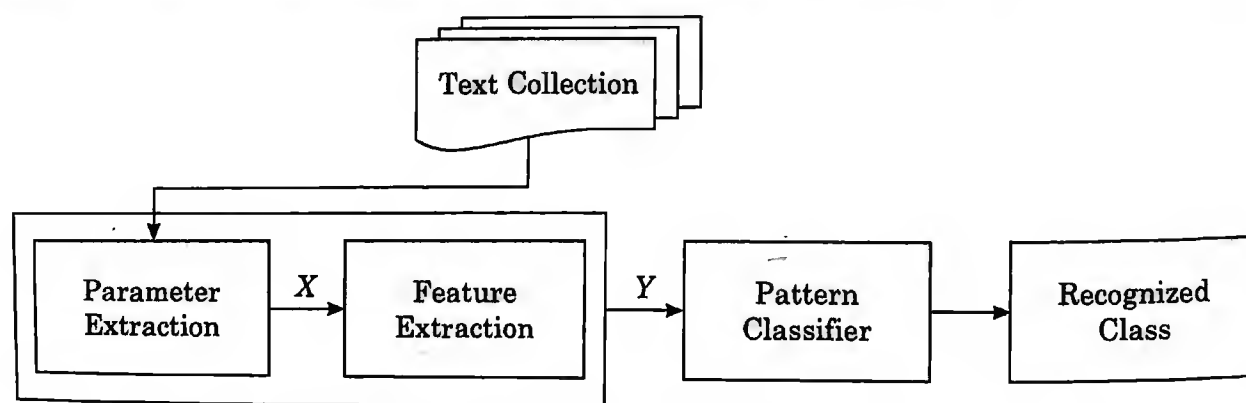 Text Collection
Parameter
Extraction
X
Feature
Extraction
Y
Pattern
Classifier
Recognized
Class